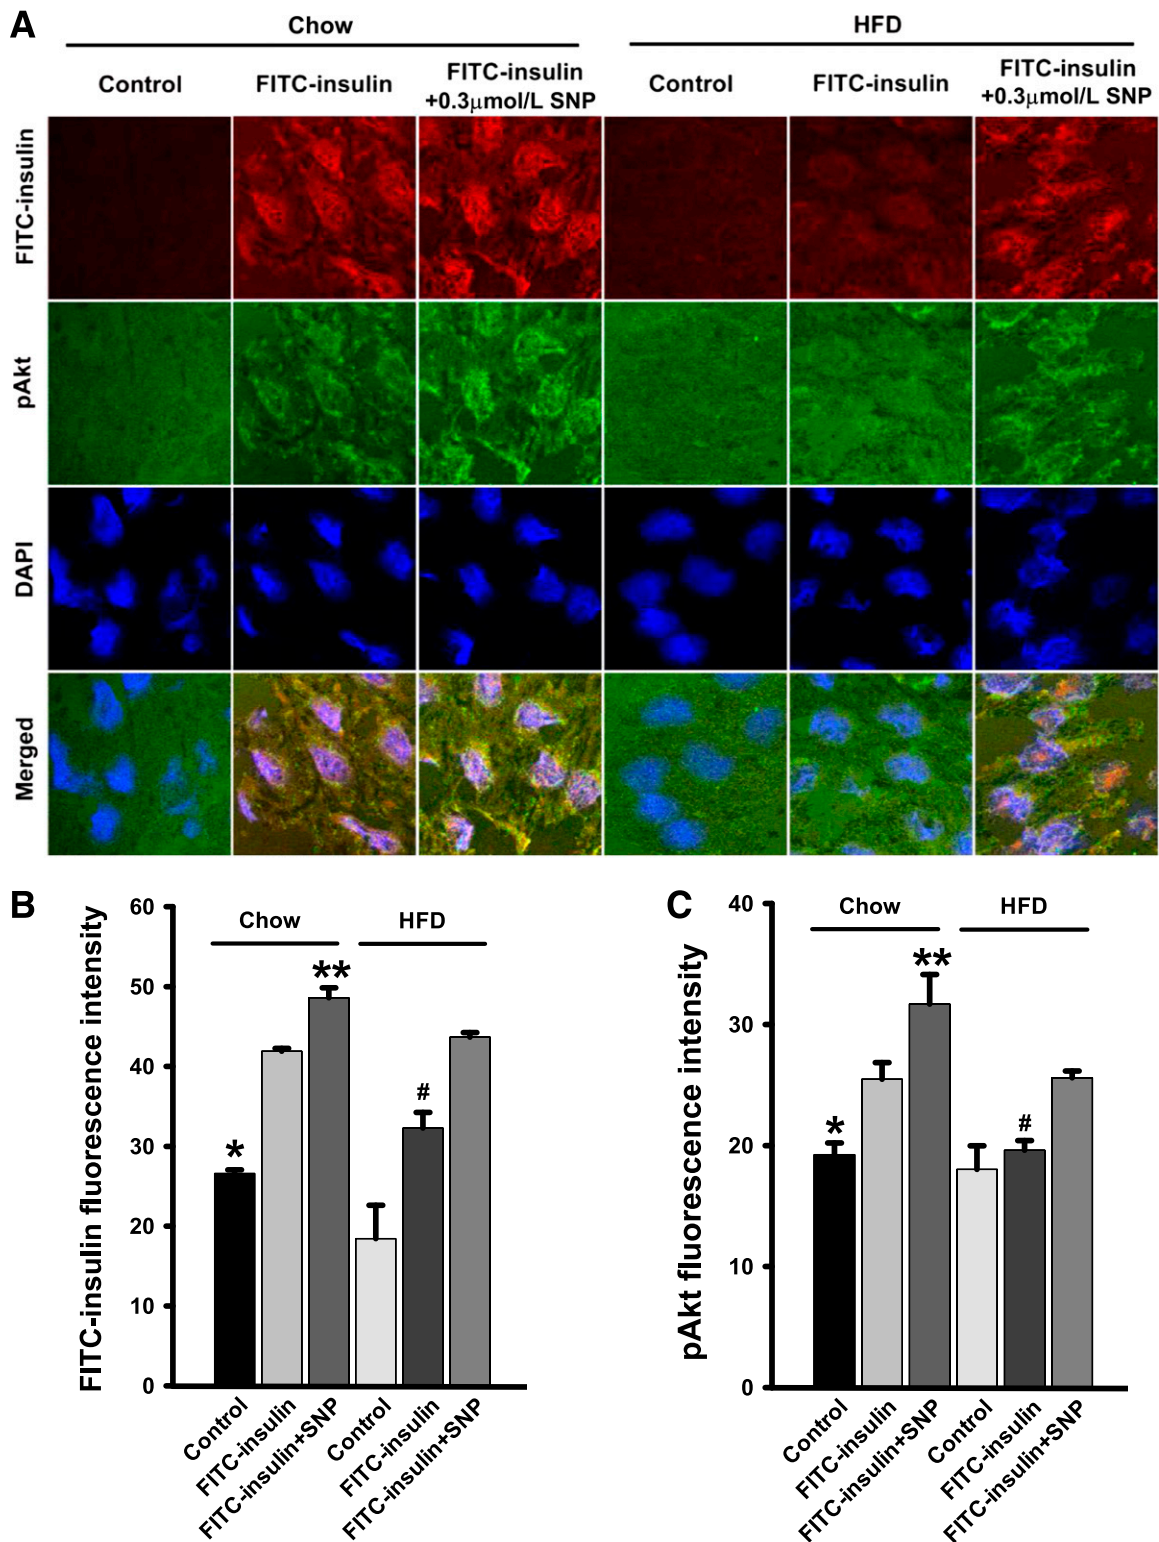 A
Chow
HFD
Control
FITC-insulin
FITC-insulin
+0.3μmol/L SNP
Control
FITC-insulin
FITC-insulin
+0.3μmol/L SNP
FITC-insulin
pAkt
DAPI
Merged
B
FITC-insulin fluorescence intensity
60
50
40
30
20
10
0
Chow
HFD
*
**
#
Control
FITC-insulin
FITC-insulin+SNP
Control
FITC-insulin
FITC-insulin+SNP
C
pAkt fluorescence intensity
40
30
20
10
0
Chow
HFD
*
**
#
Control
FITC-insulin
FITC-insulin+SNP
Control
FITC-insulin
FITC-insulin+SNP